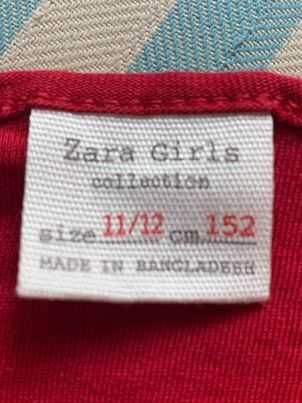 Zara Girls
collection
size 11/12 cm 152
MADE IN BANGLADESH